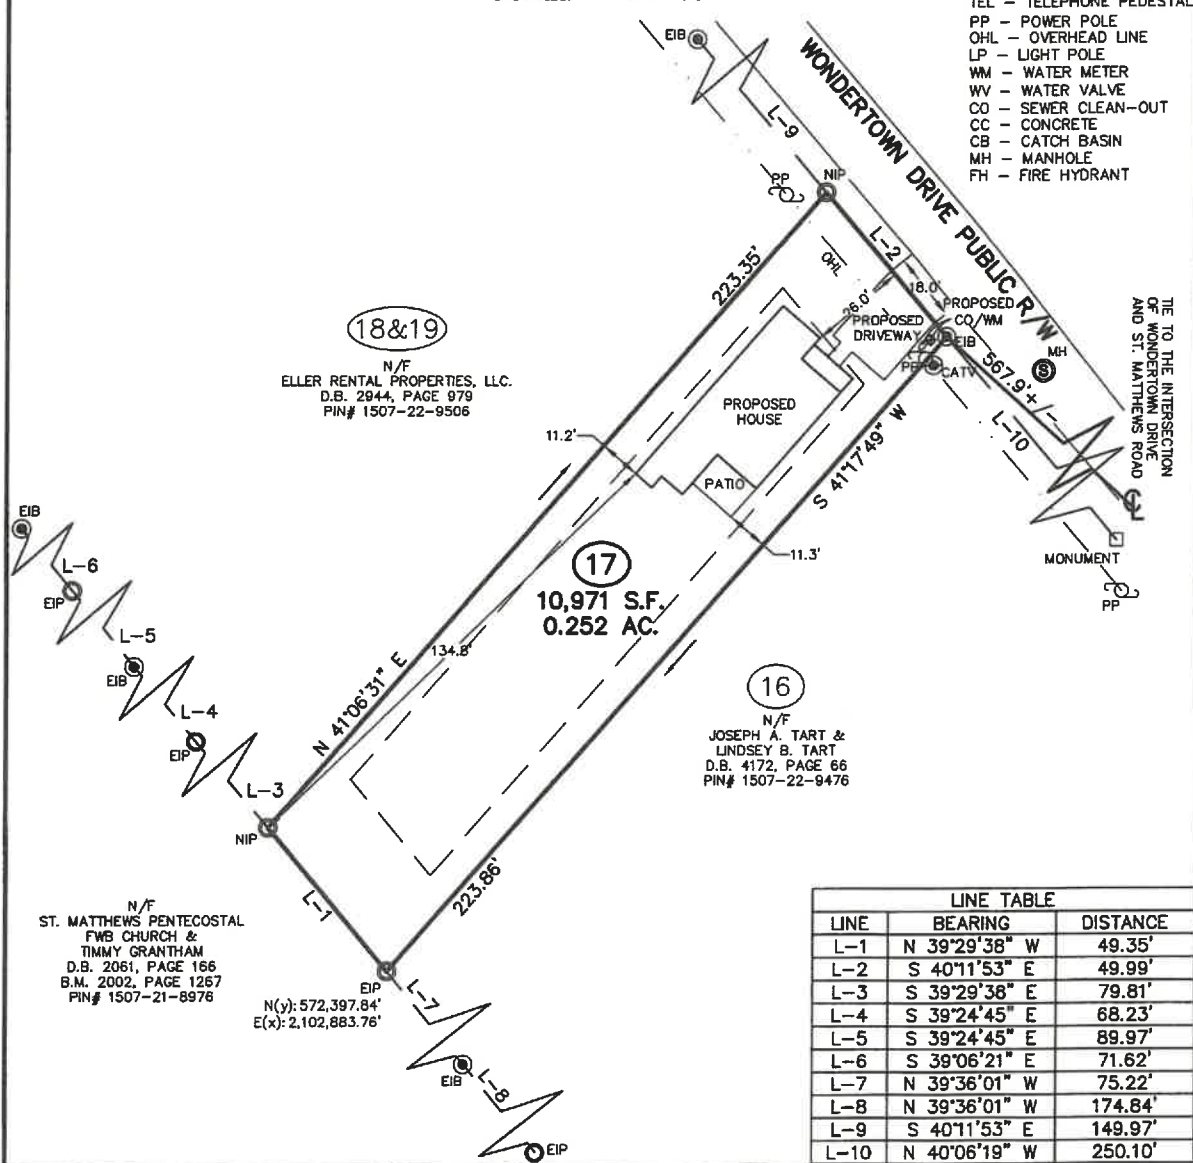 TEL – TELEPHONE PEDESTAL
PP – POWER POLE
OHL – OVERHEAD LINE
LP – LIGHT POLE
WM – WATER METER
WV – WATER VALVE
CO – SEWER CLEAN-OUT
CC – CONCRETE
CB – CATCH BASIN
MH – MANHOLE
FH – FIRE HYDRANT
EIB
L-9
WONDERTOWN DRIVE PUBLIC R/W
PP
NIP
L-2
OHL
223.35'
18.0'
26.0'
PROPOSED
CO/WM
PROPOSED
DRIVEWAY
EIB
CATV
MH
S
567.9'+/-
TIE TO THE INTERSECTION
OF WONDERTOWN DRIVE
AND ST. MATTHEWS ROAD
18&19
N/F
ELLER RENTAL PROPERTIES, LLC.
D.B. 2944, PAGE 979
PIN# 1507-22-9506
PROPOSED
HOUSE
11.2'
PATIO
S 41°17'49" W
L-10
CL
11.3'
MONUMENT
PP
EIB
L-6
EIP
L-5
EIB
L-4
EIP
L-3
NIP
17
10,971 S.F.
0.252 AC.
134.8'
N 41°06'31" E
16
N/F
JOSEPH A. TART &
LINDSEY B. TART
D.B. 4172, PAGE 66
PIN# 1507-22-9476
223.86'
L-1
N/F
ST. MATTHEWS PENTECOSTAL
FWB CHURCH &
TIMMY GRANTHAM
D.B. 2061, PAGE 166
B.M. 2002, PAGE 1267
PIN# 1507-21-8976
EIP
N(y): 572,397.84'
E(x): 2,102,883.76'
L-7
EIB
L-8
EIP
LINE TABLE
LINE BEARING DISTANCE
L-1 N 39°29'38" W 49.35'
L-2 S 40°11'53" E 49.99'
L-3 S 39°29'38" E 79.81'
L-4 S 39°24'45" E 68.23'
L-5 S 39°24'45" E 89.97'
L-6 S 39°06'21" E 71.62'
L-7 N 39°36'01" W 75.22'
L-8 N 39°36'01" W 174.84'
L-9 S 40°11'53" E 149.97'
L-10 N 40°06'19" W 250.10'